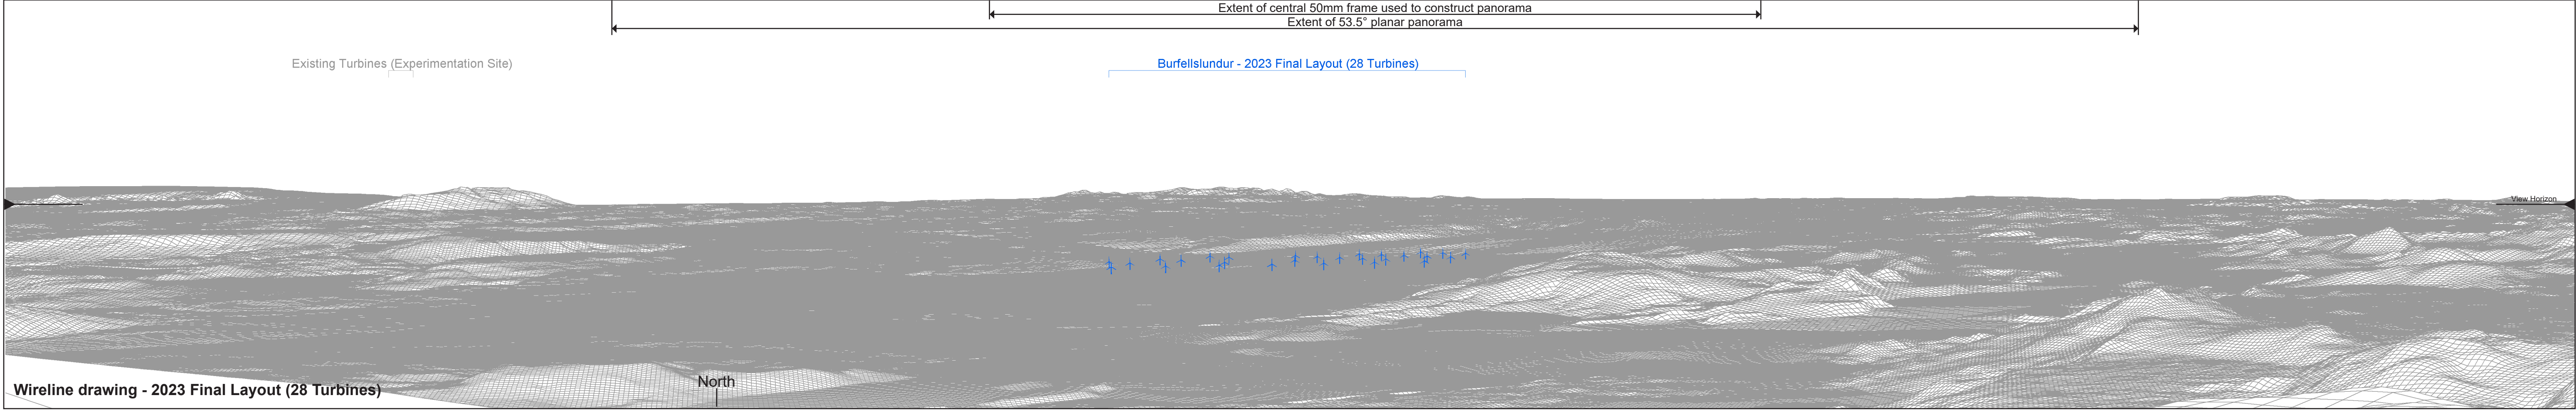 Extent of central 50mm frame used to construct panorama
Extent of 53.5° planar panorama
Existing Turbines (Experimentation Site)
Burfellslundur - 2023 Final Layout (28 Turbines)
View Horizon
North
Wireline drawing - 2023 Final Layout (28 Turbines)